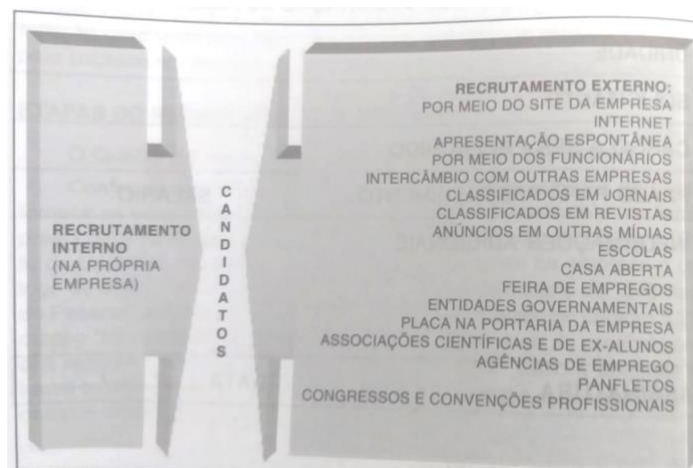 RECRUTAMENTO
INTERNO
(NA PRÓPRIA
EMPRESA)
CANDIDATOS
RECRUTAMENTO EXTERNO:
POR MEIO DO SITE DA EMPRESA
INTERNET
APRESENTAÇÃO ESPONTÂNEA
POR MEIO DOS FUNCIONÁRIOS
INTERCÂMBIO COM OUTRAS EMPRESAS
CLASSIFICADOS EM JORNAIS
CLASSIFICADOS EM REVISTAS
ANÚNCIOS EM OUTRAS MÍDIAS
ESCOLAS
CASA ABERTA
FEIRA DE EMPREGOS
ENTIDADES GOVERNAMENTAIS
PLACA NA PORTARIA DA EMPRESA
ASSOCIAÇÕES CIENTÍFICAS E DE EX-ALUNOS
AGÊNCIAS DE EMPREGO
PANFLETOS
CONGRESSOS E CONVENÇÕES PROFISSIONAIS